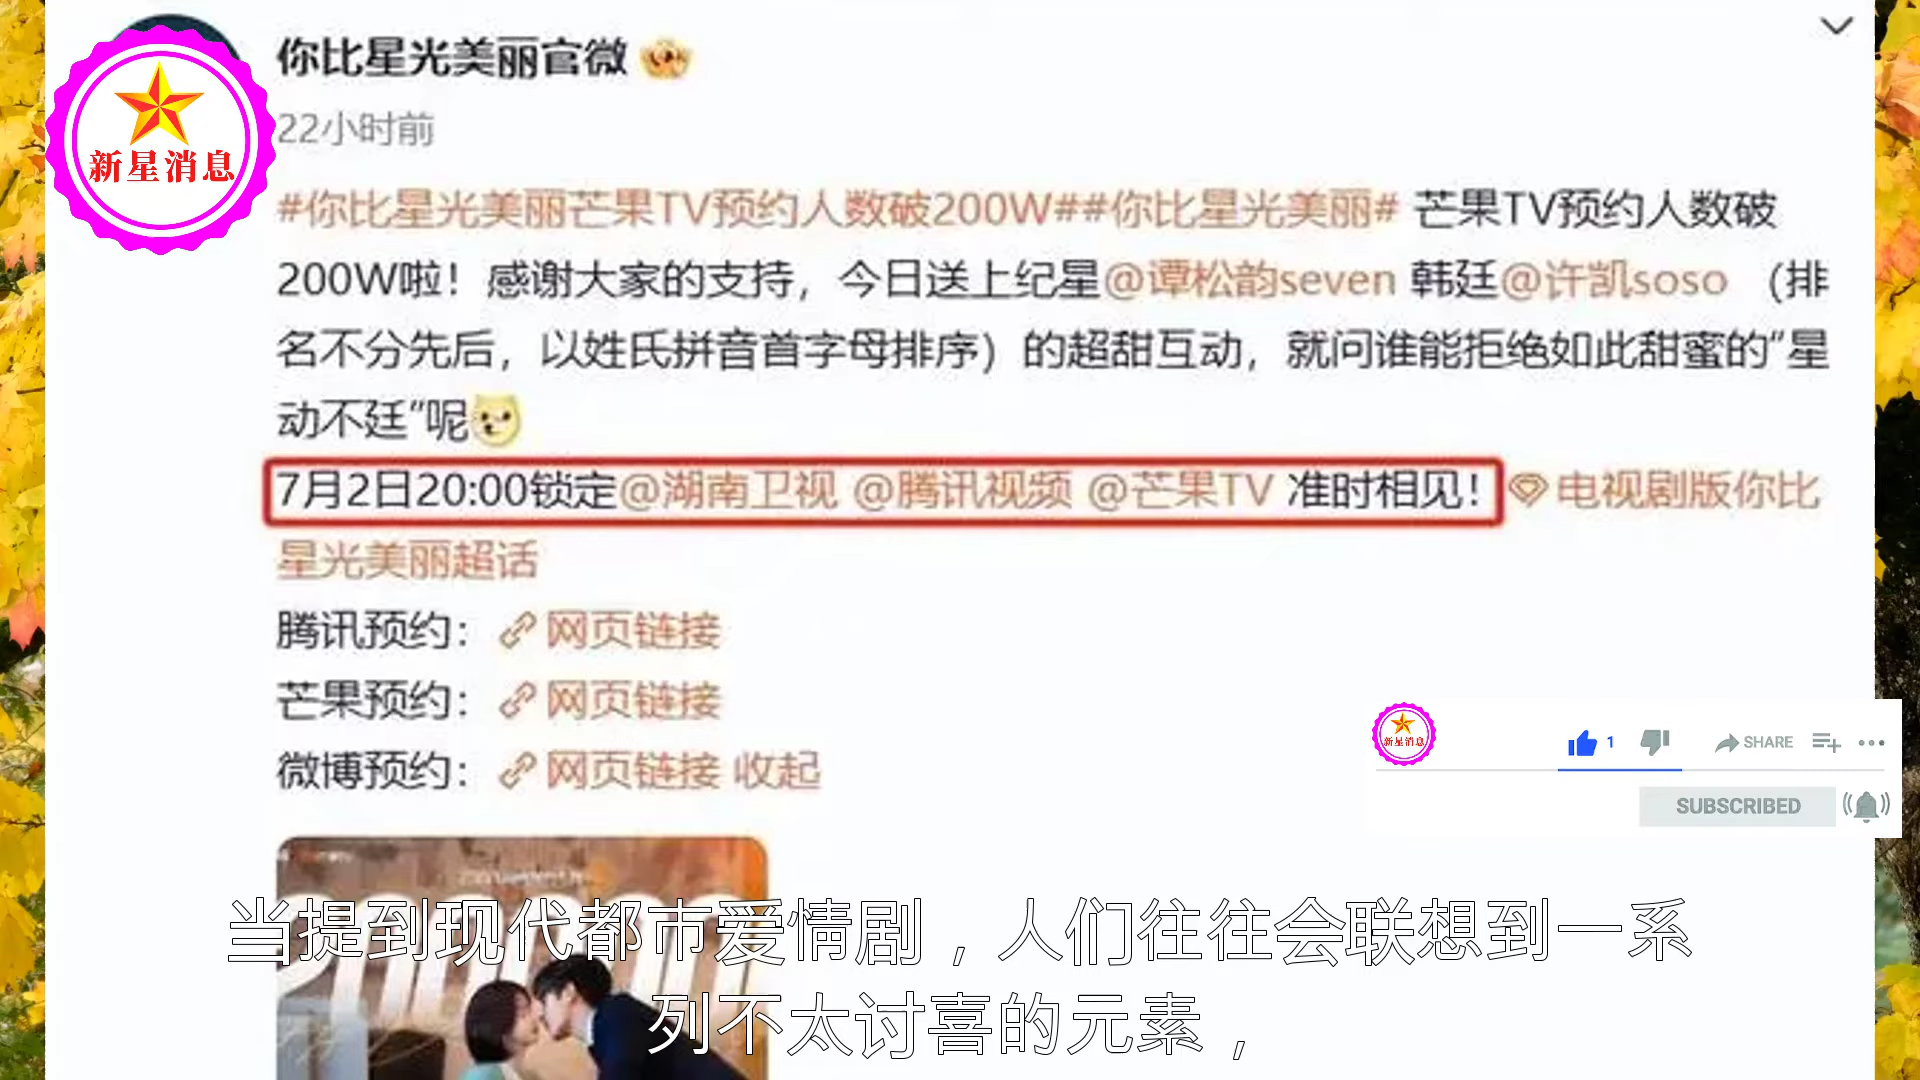 你比星光美丽官微
22小时前
新星消息
#你比星光美丽芒果TV预约人数破200W##你比星光美丽# 芒果TV预约人数破
200W啦！感谢大家的支持，今日送上纪星@谭松韵seven 韩廷@许凯soso （排
名不分先后，以姓氏拼音首字母排序）的超甜互动，就问谁能拒绝如此甜蜜的“星
动不廷”呢
7月2日20:00锁定@湖南卫视 @腾讯视频 @芒果TV 准时相见！电视剧版你比
星光美丽超话
腾讯预约：网页链接
芒果预约：网页链接
微博预约：网页链接 收起
新星消息
1
SHARE
SUBSCRIBED
当提到现代都市爱情剧，人们往往会联想到一系
列不太讨喜的元素，